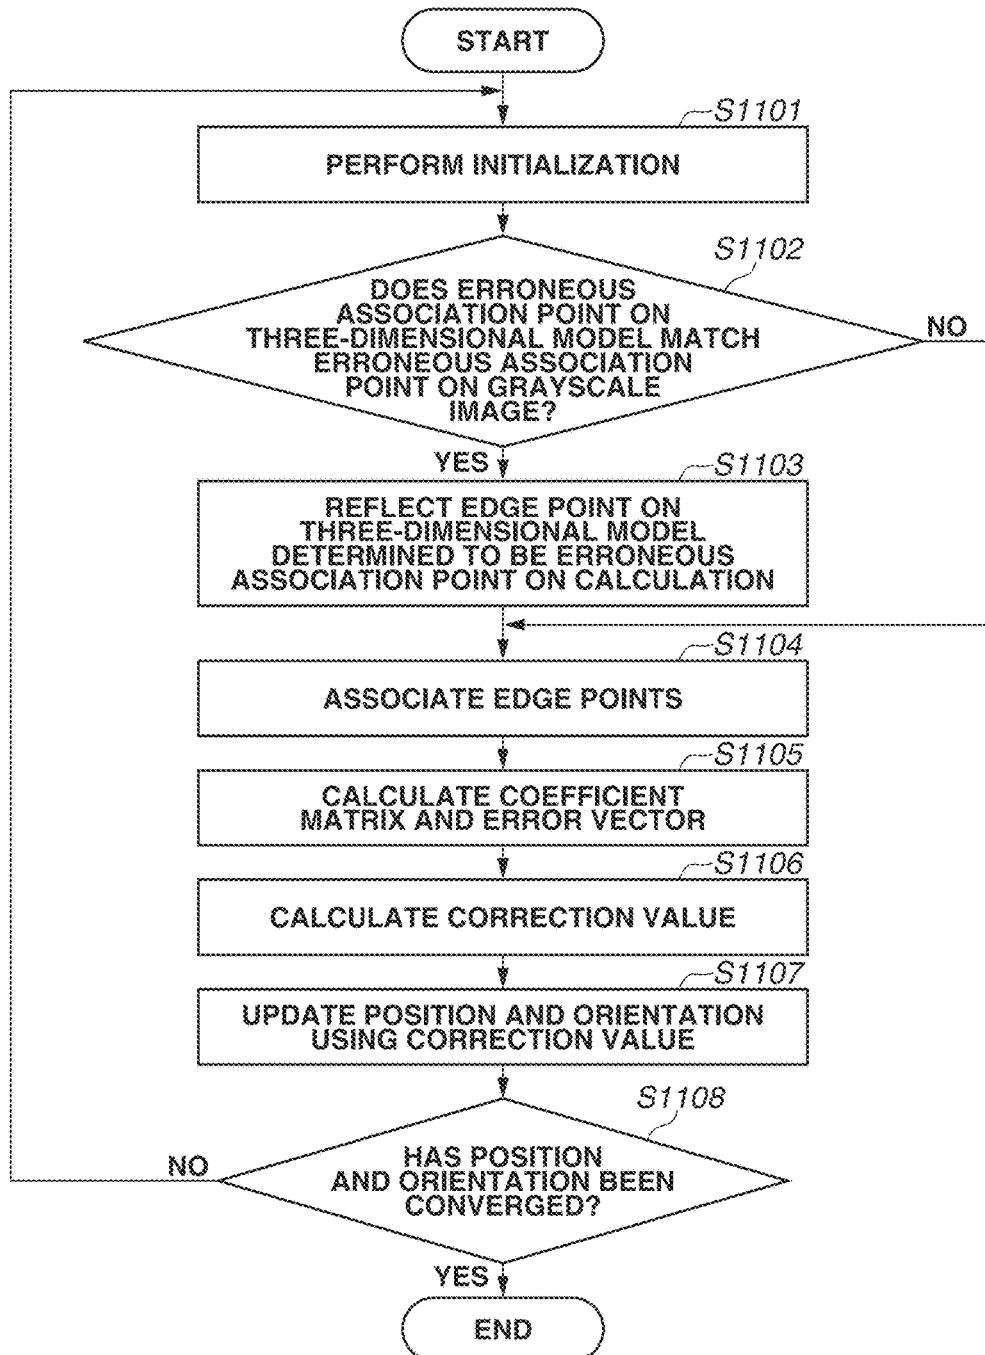 START
S1101
PERFORM INITIALIZATION
S1102
DOES ERRONEOUS
ASSOCIATION POINT ON
THREE-DIMENSIONAL MODEL MATCH
ERRONEOUS ASSOCIATION
POINT ON GRAYSCALE
IMAGE?
NO
YES
S1103
REFLECT EDGE POINT ON
THREE-DIMENSIONAL MODEL
DETERMINED TO BE ERRONEOUS
ASSOCIATION POINT ON CALCULATION
S1104
ASSOCIATE EDGE POINTS
S1105
CALCULATE COEFFICIENT
MATRIX AND ERROR VECTOR
S1106
CALCULATE CORRECTION VALUE
S1107
UPDATE POSITION AND ORIENTATION
USING CORRECTION VALUE
S1108
HAS POSITION
AND ORIENTATION BEEN
CONVERGED?
NO
YES
END